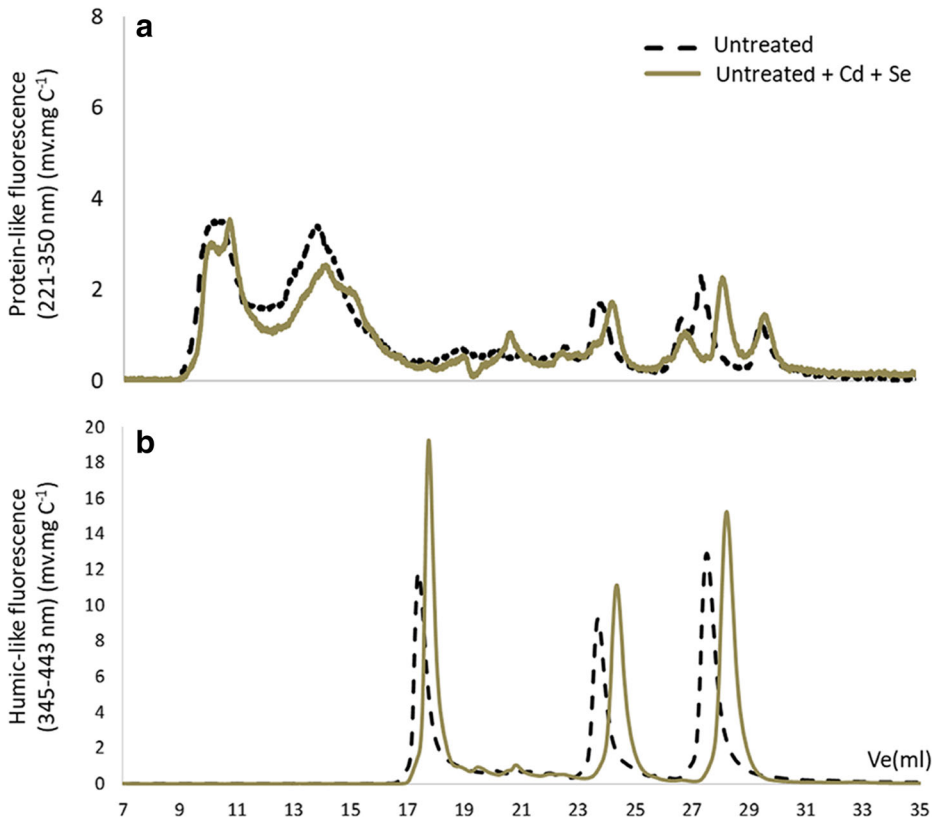 a
Untreated
Untreated + Cd + Se
Protein-like fluorescence
(221-350 nm) (mv.mg C⁻¹)
8
6
4
2
0
b
Humic-like fluorescence
(345-443 nm) (mv.mg C⁻¹)
20
18
16
14
12
10
8
6
4
2
0
Ve(ml)
7 9 11 13 15 17 19 21 23 25 27 29 31 33 35